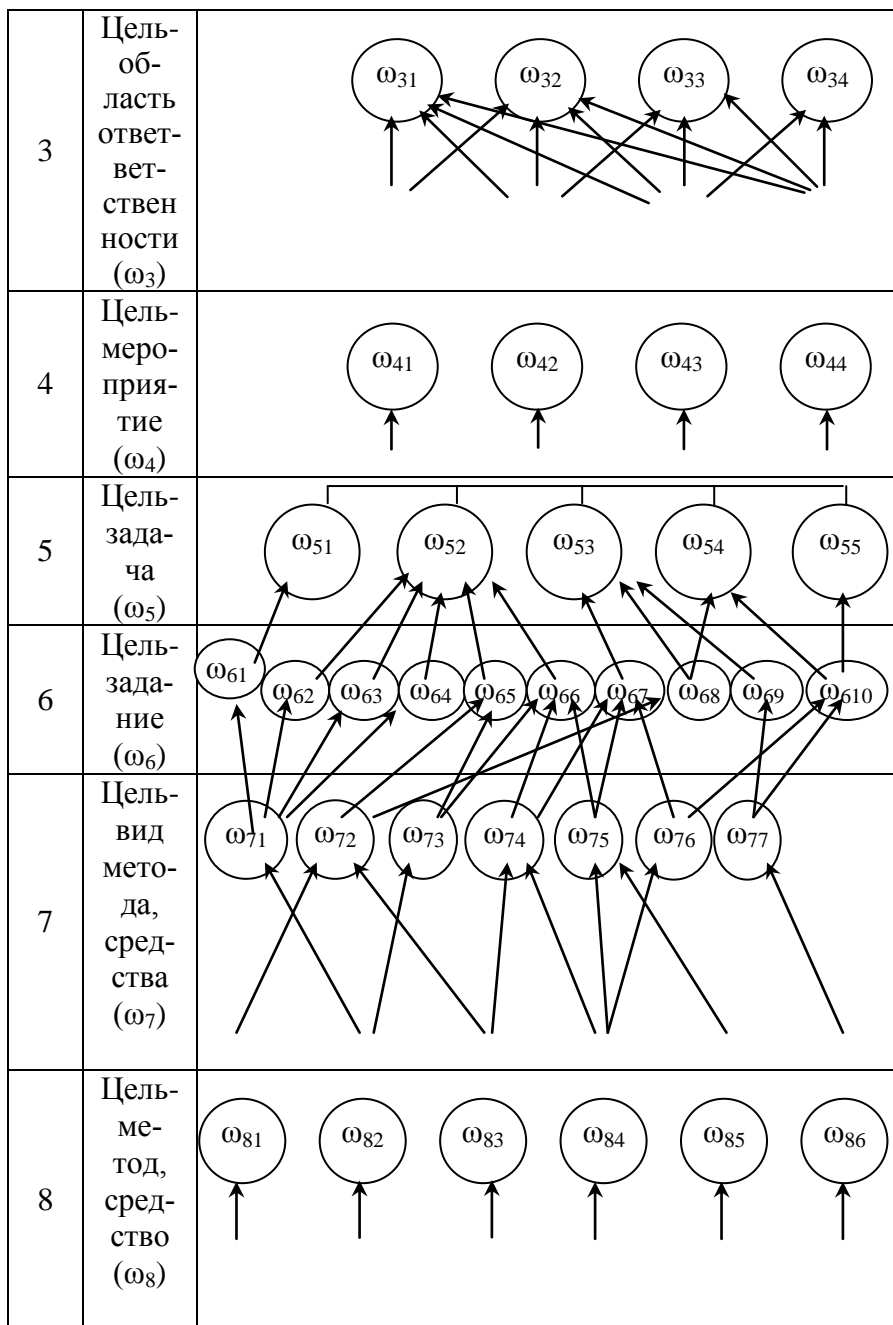 3
Цель-
об-
ласть
ответ-
вет-
ствен
ности
(ω₃)
ω₃₁ ω₃₂ ω₃₃ ω₃₄
4
Цель-
меро-
прия-
тие
(ω₄)
ω₄₁ ω₄₂ ω₄₃ ω₄₄
5
Цель-
зада-
ча
(ω₅)
ω₅₁ ω₅₂ ω₅₃ ω₅₄ ω₅₅
6
Цель-
зада-
ние
(ω₆)
ω₆₁ ω₆₂ ω₆₃ ω₆₄ ω₆₅ ω₆₆ ω₆₇ ω₆₈ ω₆₉ ω₆₁₀
7
Цель-
вид
мето-
да,
сред-
ства
(ω₇)
ω₇₁ ω₇₂ ω₇₃ ω₇₄ ω₇₅ ω₇₆ ω₇₇
8
Цель-
ме-
тод,
сред-
ство
(ω₈)
ω₈₁ ω₈₂ ω₈₃ ω₈₄ ω₈₅ ω₈₆